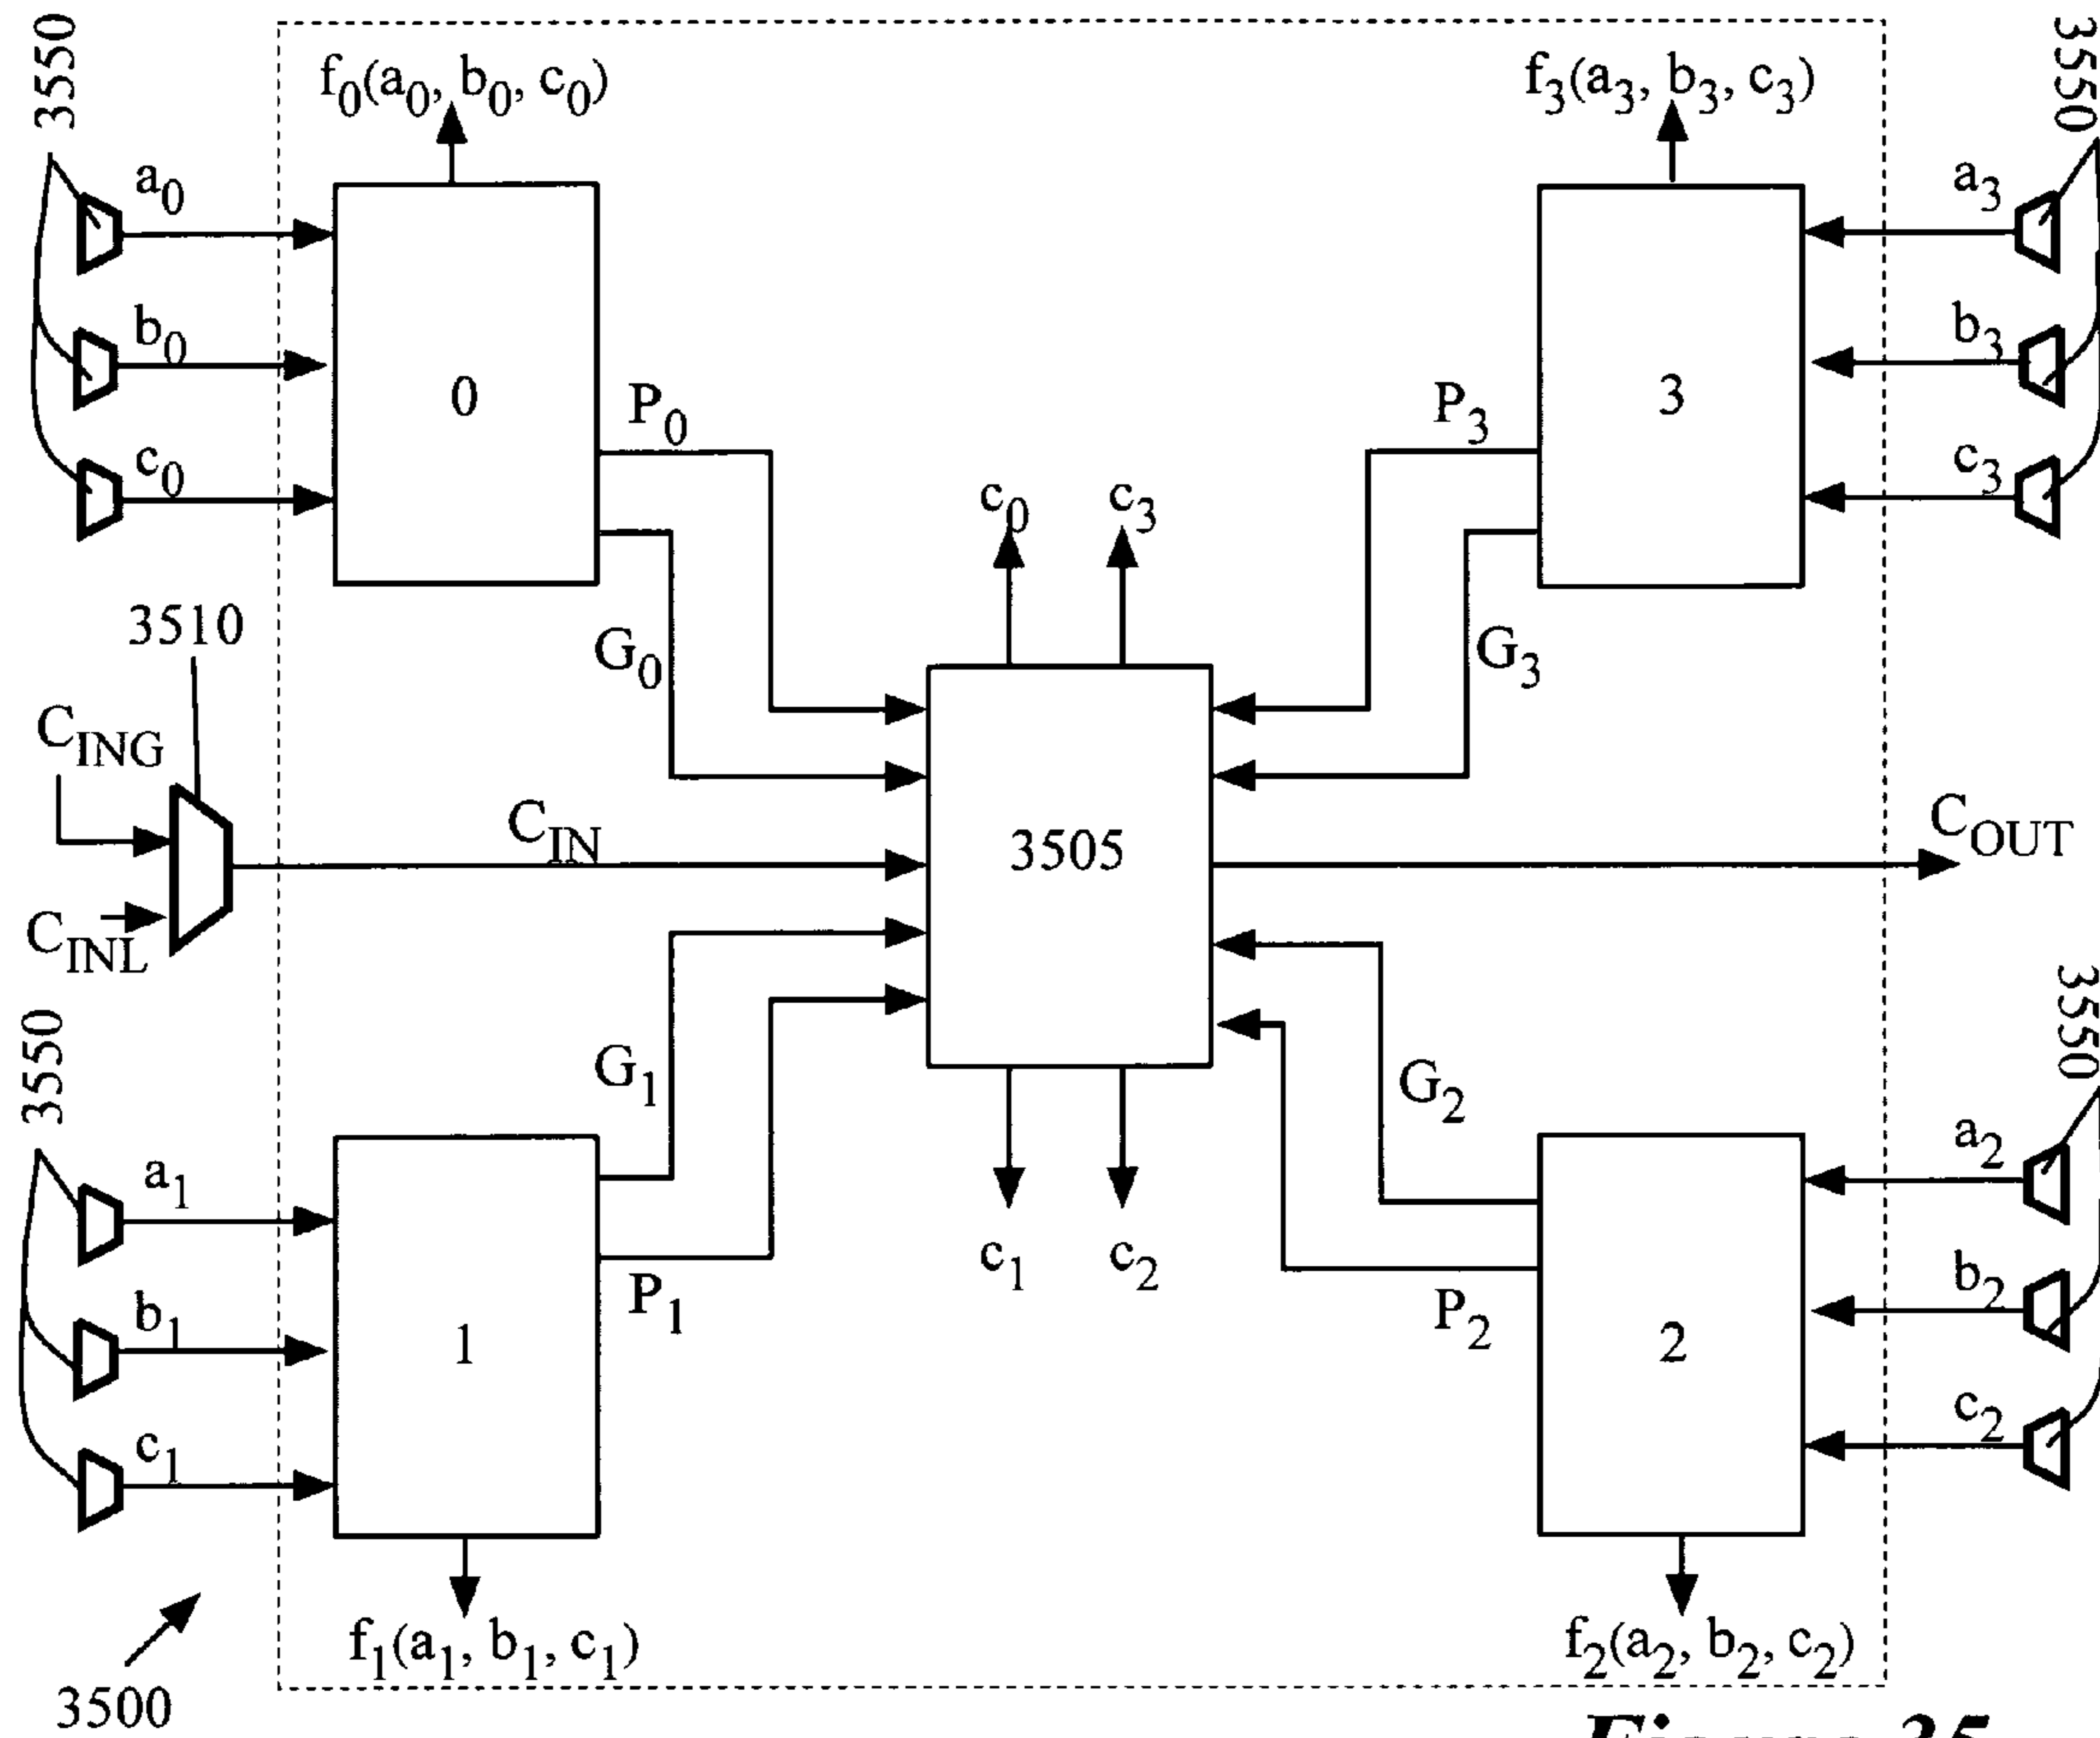 3550
f0(a0, b0, c0)
f3(a3, b3, c3)
3550
a0
a3
b0
b3
0
3
P0
P3
c0
c3
c0
c3
3510
G0
G3
CING
CIN
3505
COUT
CINL
3550
3550
G1
G2
a1
a2
c1
c2
b1
b2
P1
P2
1
2
c1
c2
f1(a1, b1, c1)
f2(a2, b2, c2)
3500
Figure 35